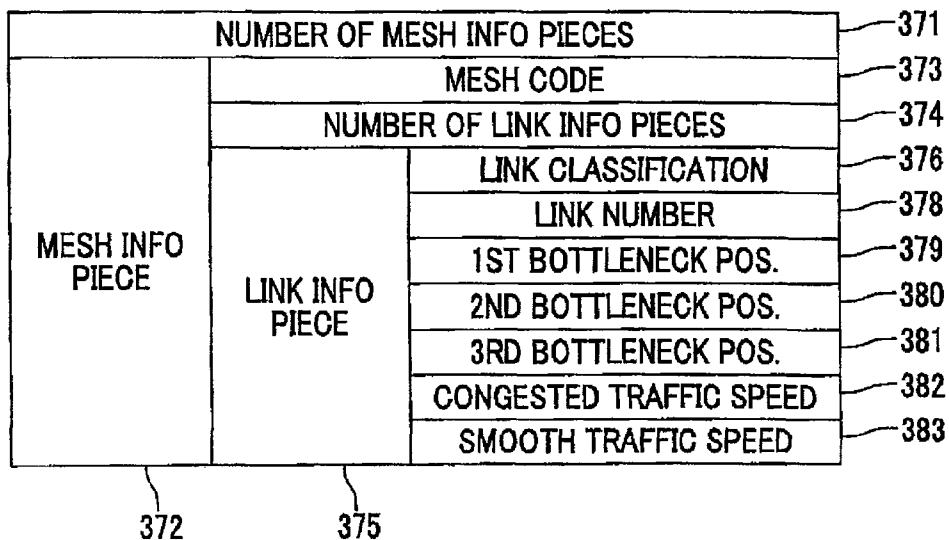 NUMBER OF MESH INFO PIECES 371
MESH CODE 373
NUMBER OF LINK INFO PIECES 374
LINK CLASSIFICATION 376
LINK NUMBER 378
MESH INFO
PIECE
LINK INFO
PIECE
1ST BOTTLENECK POS. 379
2ND BOTTLENECK POS. 380
3RD BOTTLENECK POS. 381
CONGESTED TRAFFIC SPEED 382
SMOOTH TRAFFIC SPEED 383
372 375